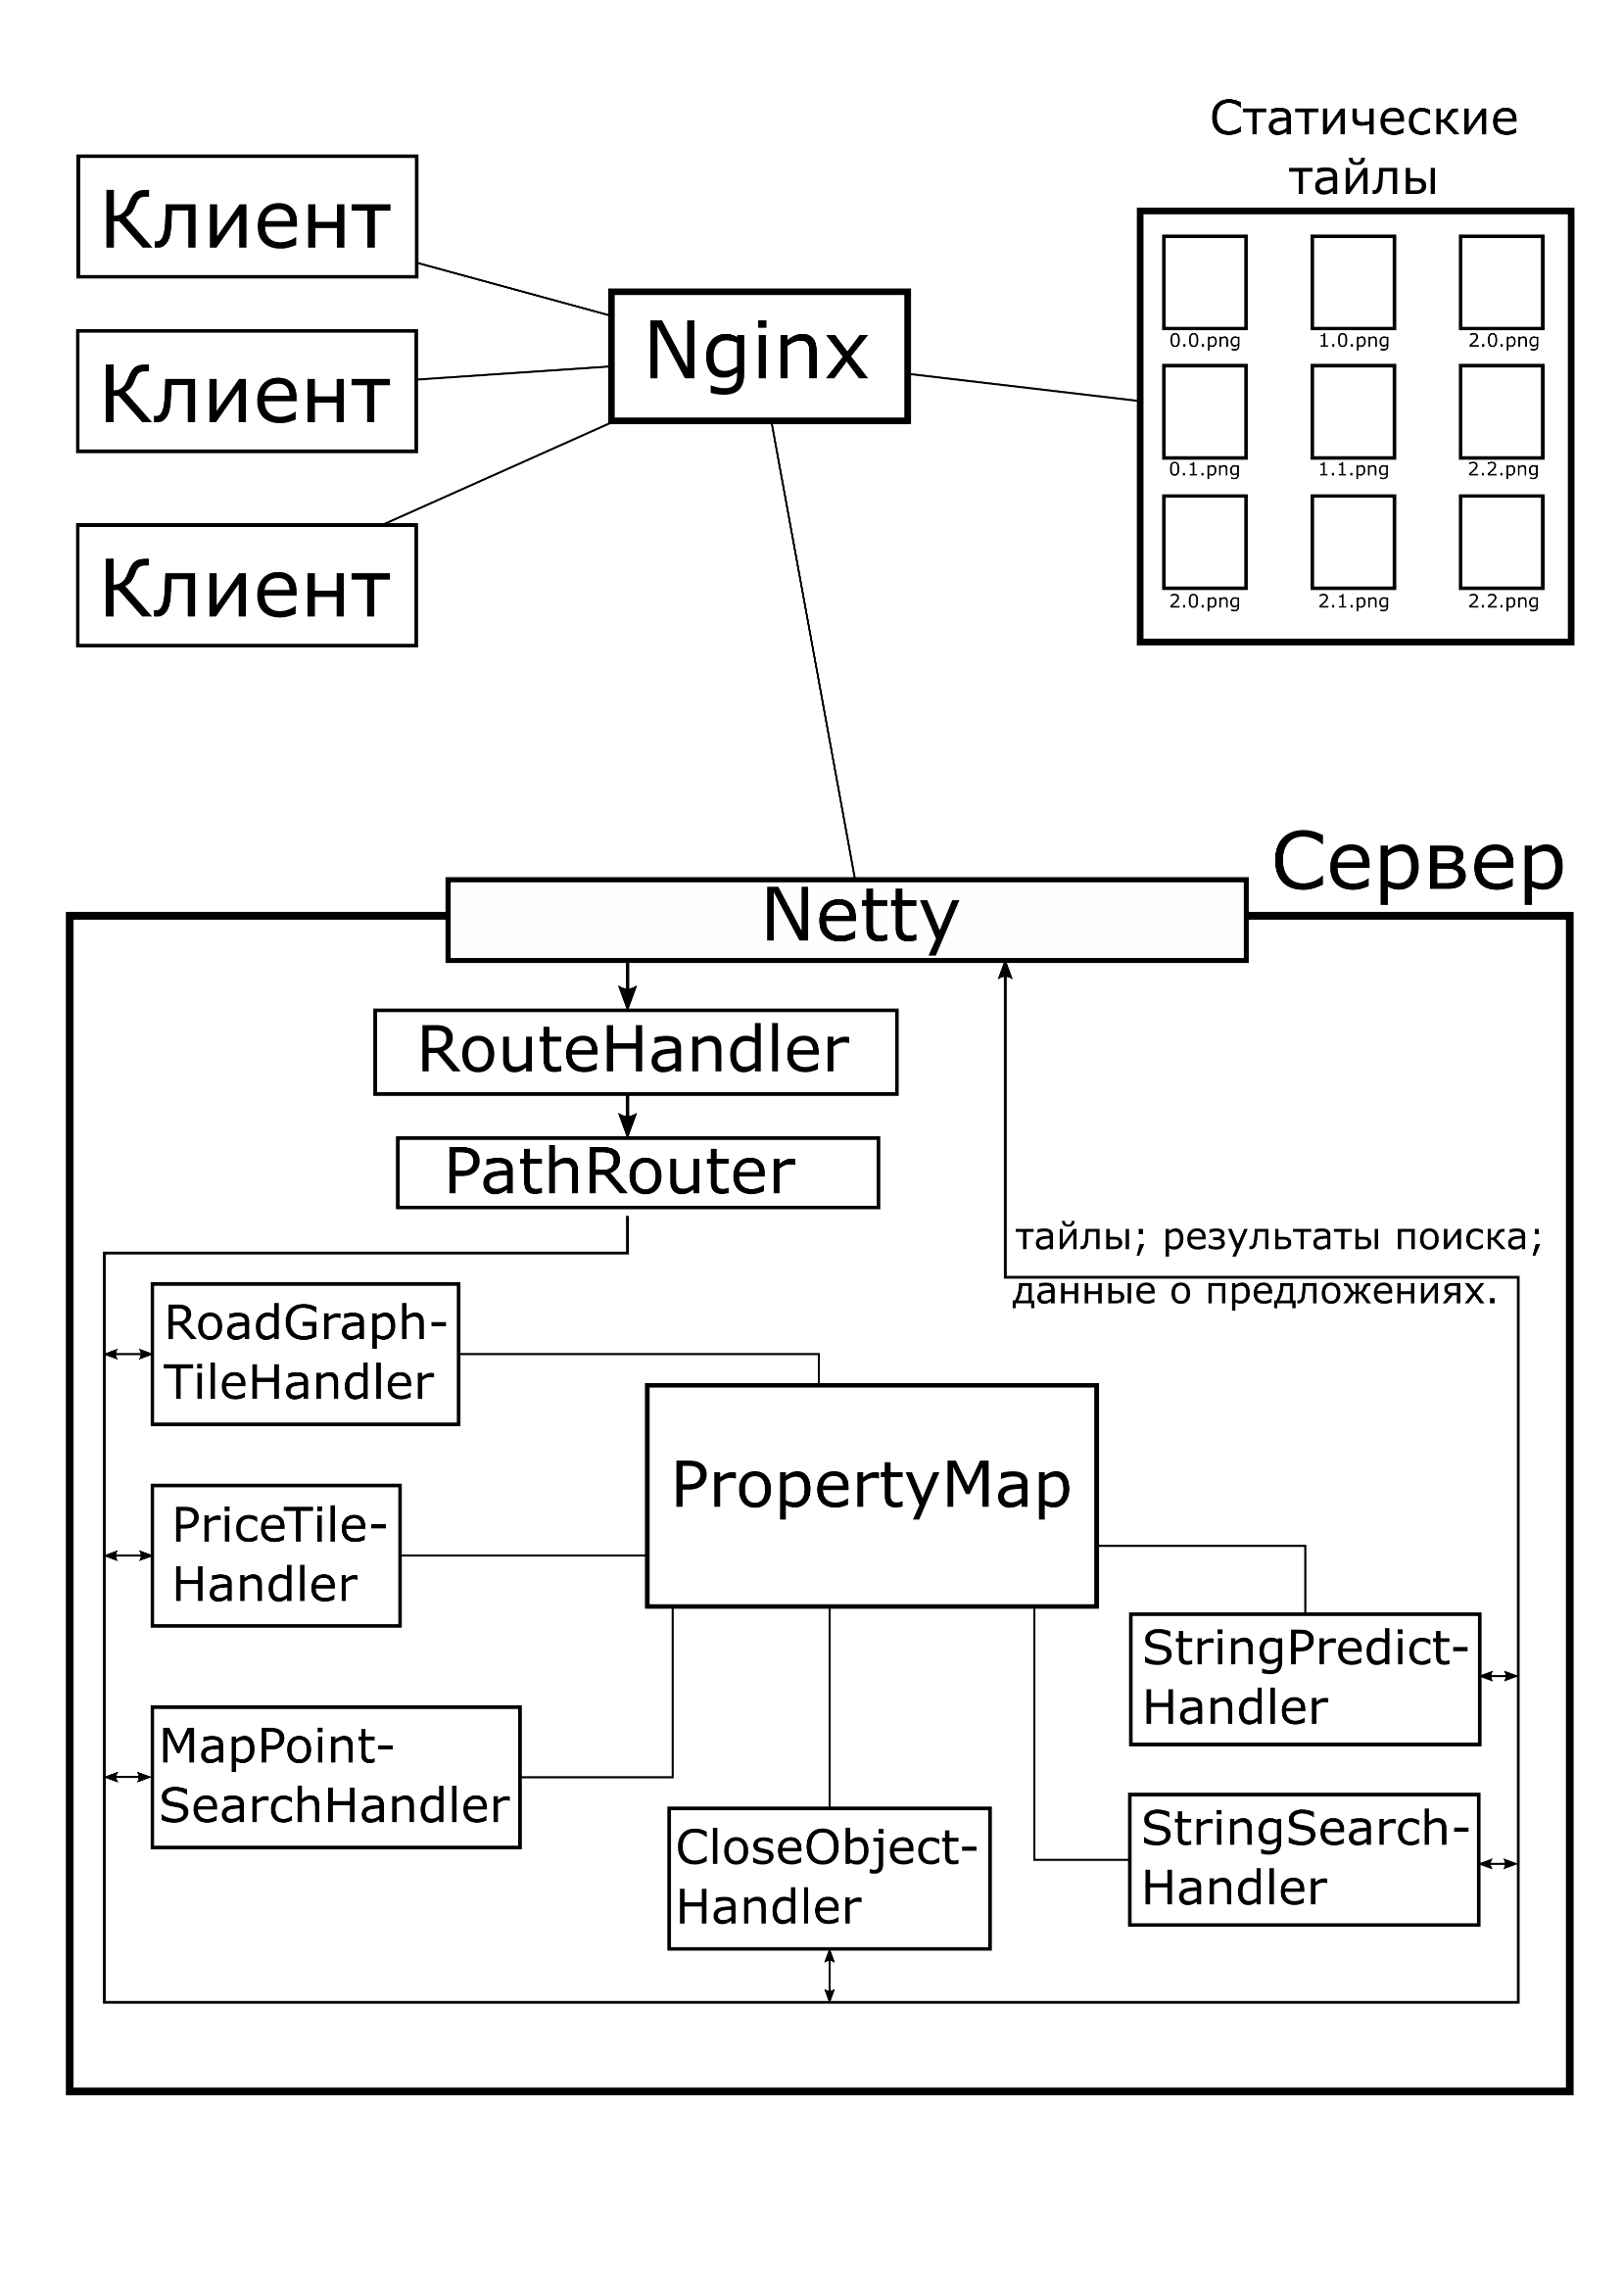 Статические
тайлы
Клиент
Клиент
Клиент
Nginx
0.0.png
1.0.png
2.0.png
0.1.png
1.1.png
2.2.png
2.0.png
2.1.png
2.2.png
Сервер
Netty
RouteHandler
PathRouter
тайлы; результаты поиска;
данные о предложениях.
RoadGraph-
TileHandler
PropertyMap
PriceTile-
Handler
StringPredict-
Handler
MapPoint-
SearchHandler
CloseObject-
Handler
StringSearch-
Handler